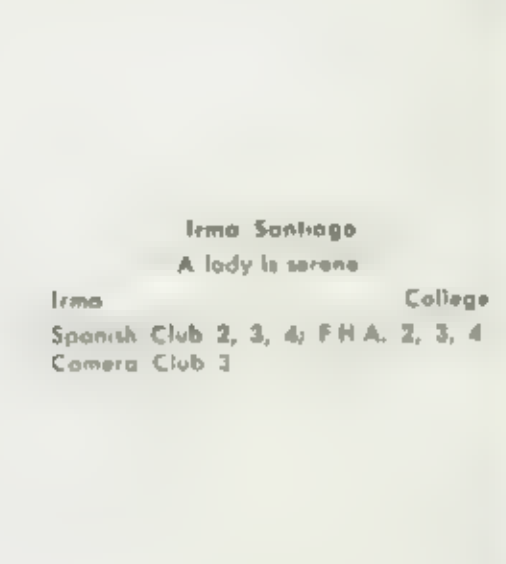 Irma Santiago
A lady is serene
Irma College
Spanish Club 2, 3, 4; F H A. 2, 3, 4
Camera Club 3